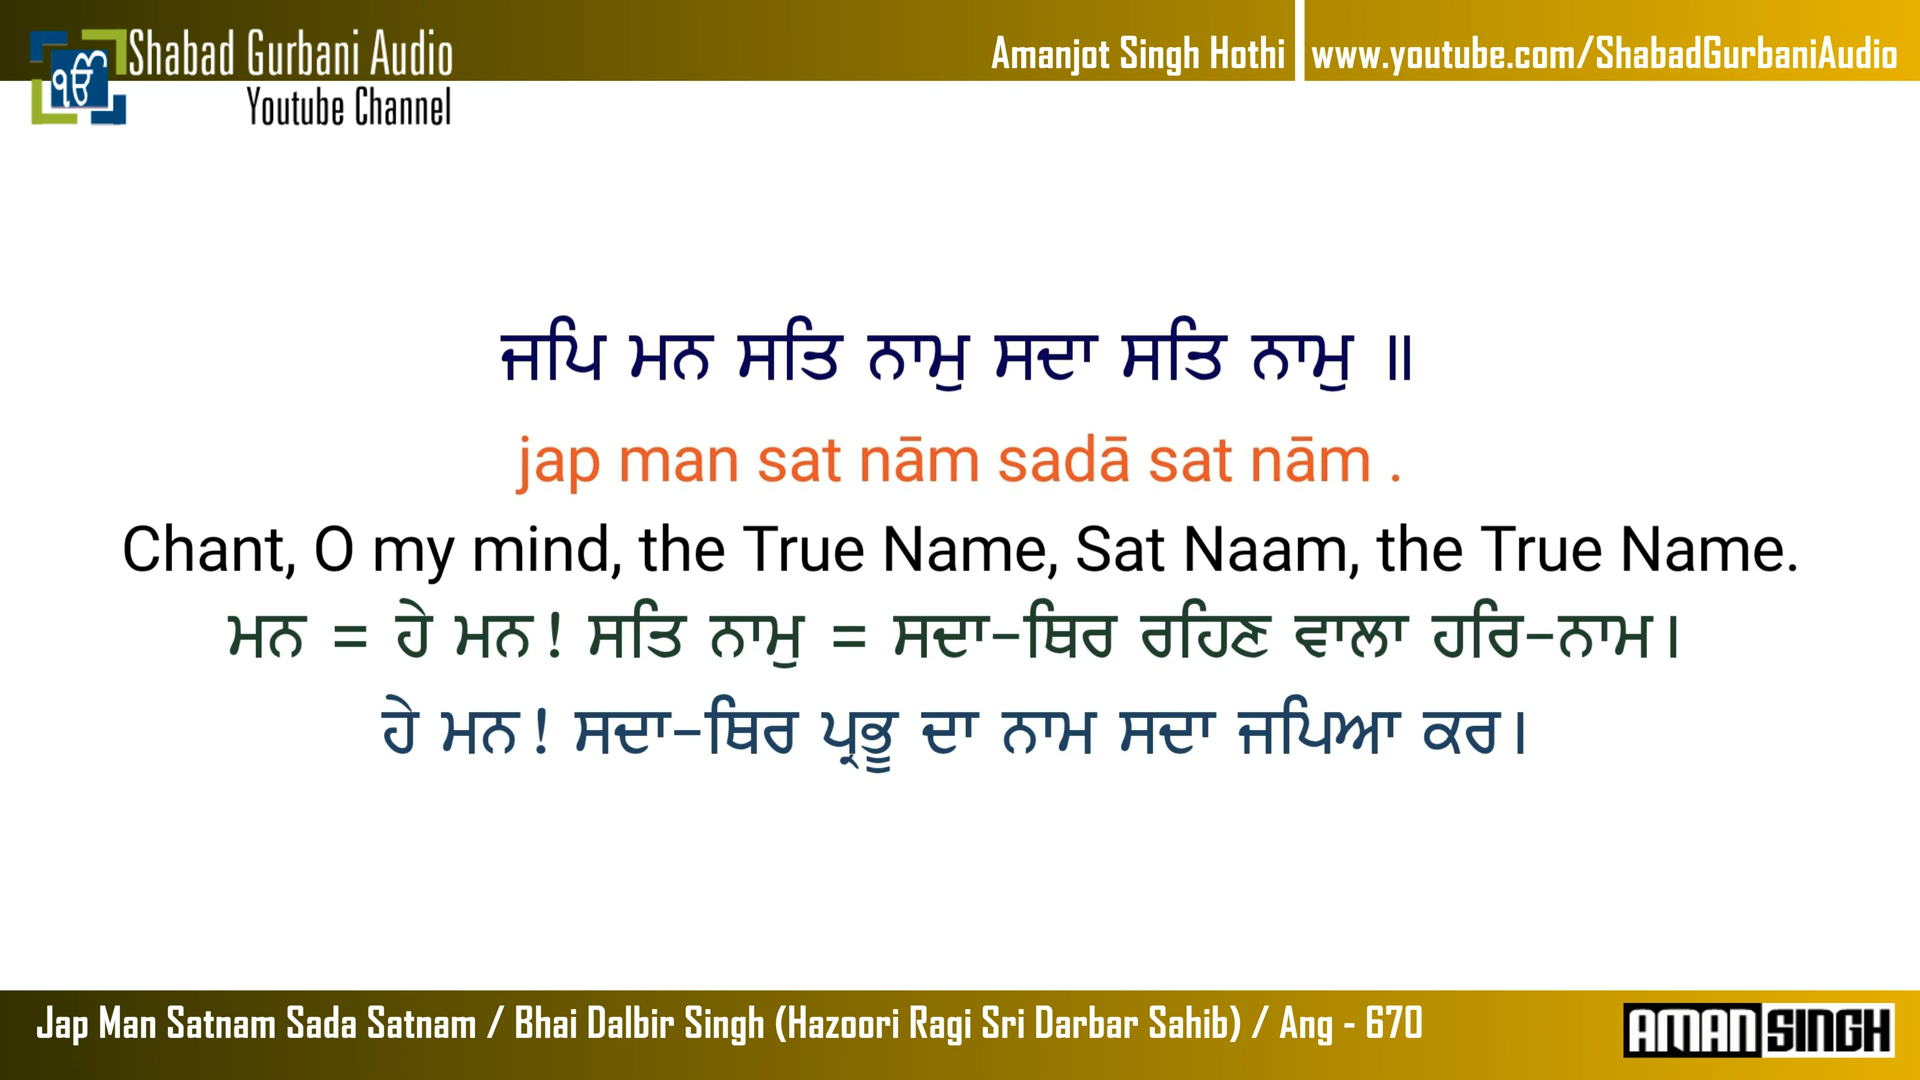 Shabad Gurbani Audio
Youtube Channel
ੴ
Amanjot Singh Hothi
www.youtube.com/ShabadGurbaniAudio
ਜਪਿ ਮਨ ਸਤਿ ਨਾਮੁ ਸਦਾ ਸਤਿ ਨਾਮੁ ॥
jap man sat nām sadā sat nām .
Chant, O my mind, the True Name, Sat Naam, the True Name.
ਮਨ = ਹੇ ਮਨ! ਸਤਿ ਨਾਮੁ = ਸਦਾ-ਥਿਰ ਰਹਿਣ ਵਾਲਾ ਹਰਿ-ਨਾਮ।
ਹੇ ਮਨ! ਸਦਾ-ਥਿਰ ਪ੍ਰਭੂ ਦਾ ਨਾਮ ਸਦਾ ਜਪਿਆ ਕਰ।
Jap Man Satnam Sada Satnam / Bhai Dalbir Singh (Hazoori Ragi Sri Darbar Sahib) / Ang - 670
AMAN SINGH